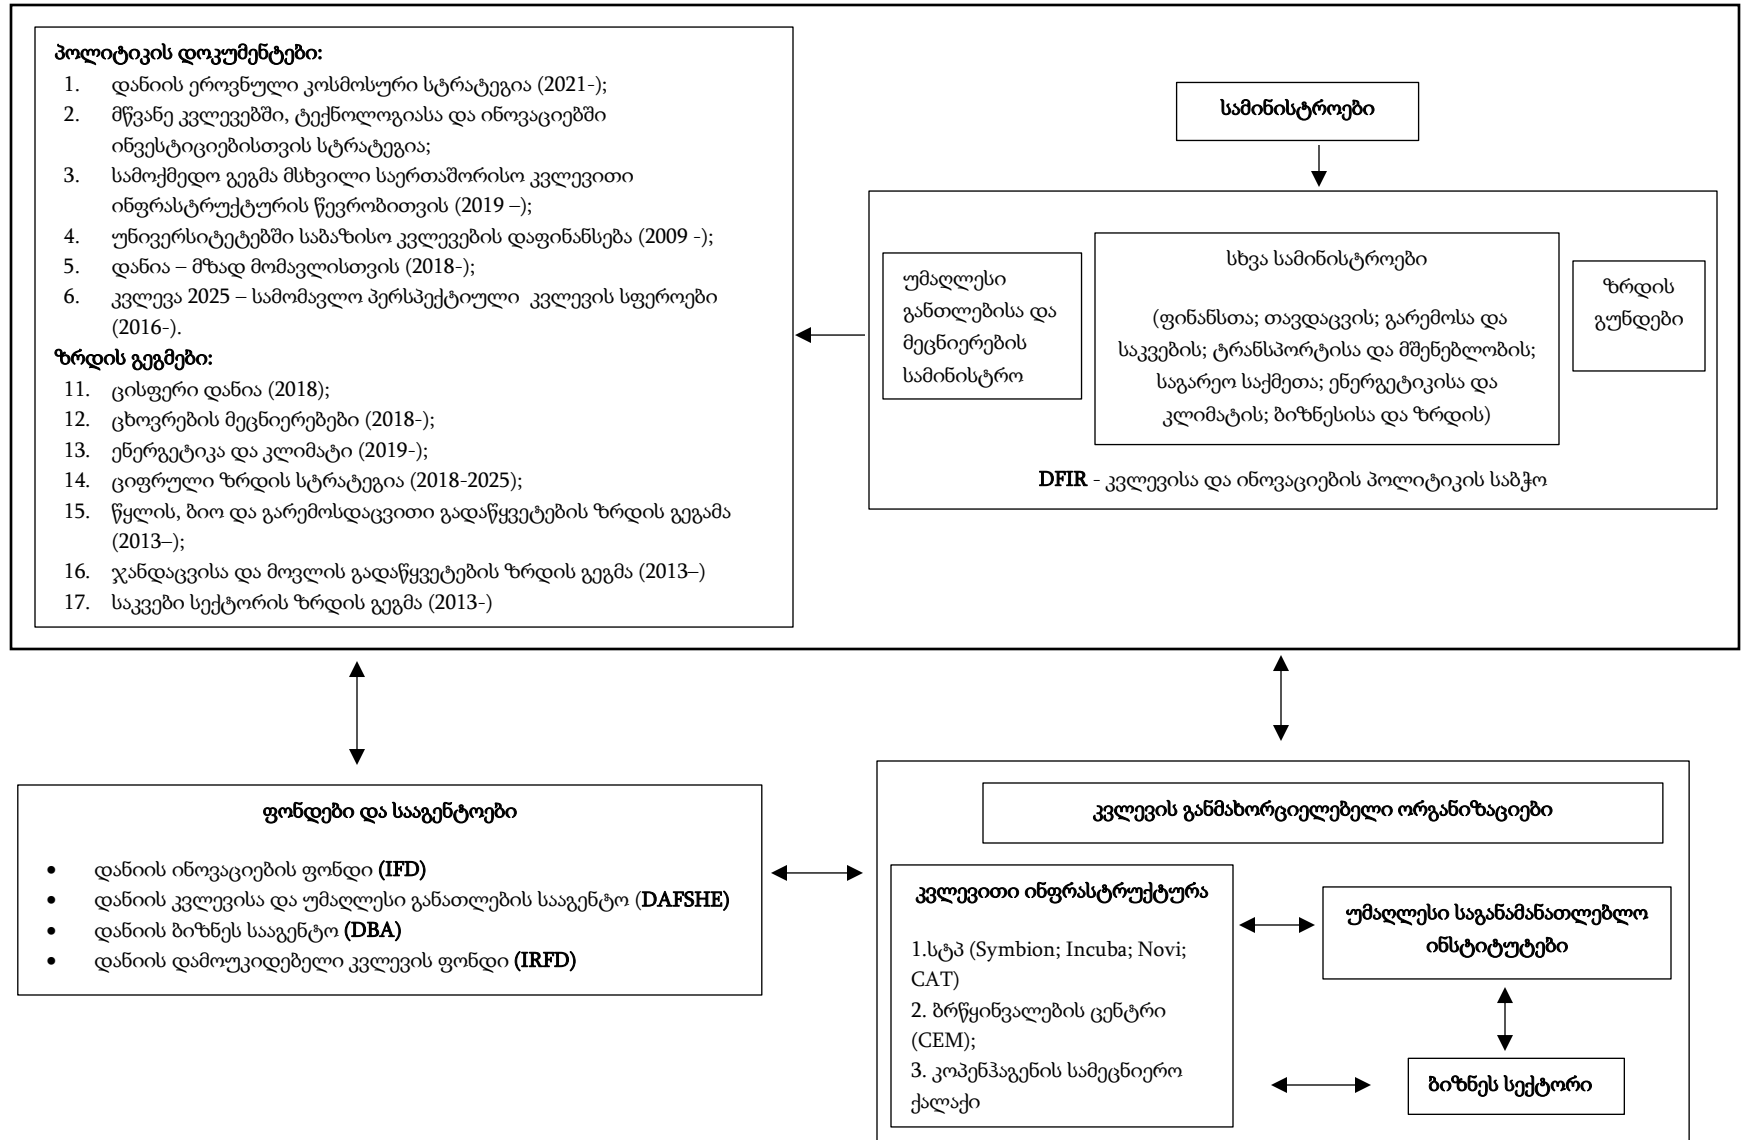 პოლიტიკის დოკუმენტები:
1. დანიის ეროვნული კოსმოსური სტრატეგია (2021-);
2. მწვანე კვლევებში, ტექნოლოგიასა და ინოვაციებში
ინვესტიციებისთვის სტრატეგია;
3. სამოქმედო გეგმა მსხვილი საერთაშორისო კვლევითი
ინფრასტრუქტურის წევრობითვის (2019 –);
4. უნივერსიტეტებში საბაზისო კვლევების დაფინანსება (2009 -);
5. დანია – მზად მომავლისთვის (2018-);
6. კვლევა 2025 – სამომავლო პერსპექტიული კვლევის სფეროები
(2016-).
ზრდის გეგმები:
11. ცისფერი დანია (2018);
12. ცხოვრების მეცნიერებები (2018-);
13. ენერგეტიკა და კლიმატი (2019-);
14. ციფრული ზრდის სტრატეგია (2018-2025);
15. წყლის, ბიო და გარემოსდაცვითი გადაწყვეტების ზრდის გეგამა
(2013–);
16. ჯანდაცვისა და მოვლის გადაწყვეტების ზრდის გეგმა (2013–)
17. საკვები სექტორის ზრდის გეგმა (2013-)
სამინისტროები
უმაღლესი
განთლებისა და
მეცნიერების
სამინისტრო
სხვა სამინისტროები
(ფინანსთა; თავდაცვის; გარემოსა და
საკვების; ტრანსპორტისა და მშენებლობის;
საგარეო საქმეთა; ენერგეტიკისა და
კლიმატის; ბიზნესისა და ზრდის)
ზრდის
გუნდები
DFIR - კვლევისა და ინოვაციების პოლიტიკის საბჭო
ფონდები და სააგენტოები
• დანიის ინოვაციების ფონდი (IFD)
• დანიის კვლევისა და უმაღლესი განათლების სააგენტო (DAFSHE)
• დანიის ბიზნეს სააგენტო (DBA)
• დანიის დამოუკიდებელი კვლევის ფონდი (IRFD)
კვლევის განმახორციელებელი ორგანიზაციები
კვლევითი ინფრასტრუქტურა
1.სტპ (Symbion; Incuba; Novi;
CAT)
2. ბრწყინვალების ცენტრი
(CEM);
3. კოპენჰაგენის სამეცნიერო
ქალაქი
უმაღლესი საგანამანათლებლო
ინსტიტუტები
ბიზნეს სექტორი